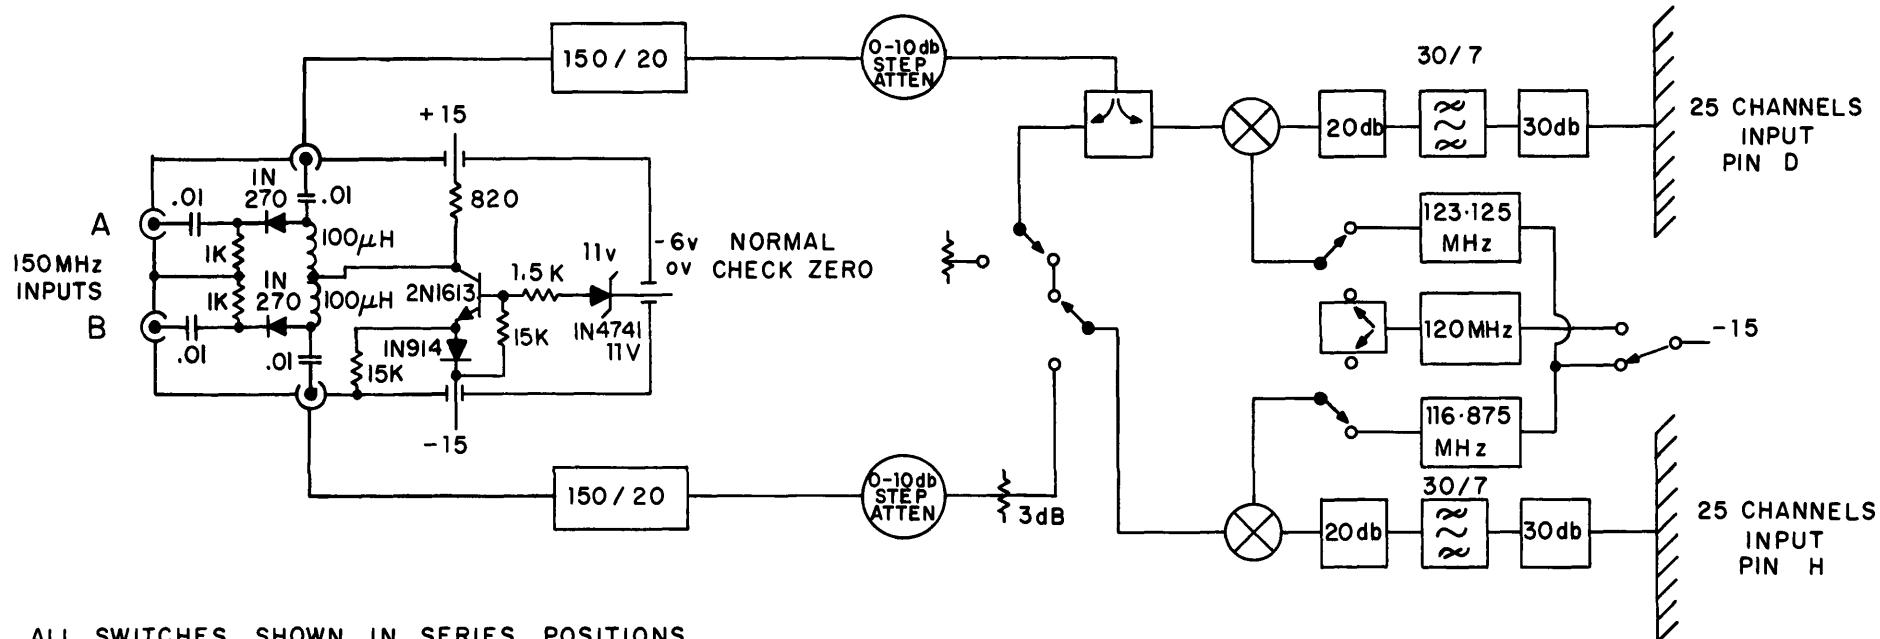 150 / 20
0-10db
STEP
ATTEN
30/7
20db
30db
25 CHANNELS
INPUT
PIN D
+15
820
.01
IN
270
.01
A
1K
100μH
150MHz
INPUTS
1K
IN
270
100μH
B
.01
.01
2N1613
1.5 K
11v
IN4741
11V
15K
IN914
15K
-15
-6v NORMAL
0v CHECK ZERO
123·125
MHz
120MHz
-15
116·875
MHz
150 / 20
0-10db
STEP
ATTEN
3dB
30/7
20db
30db
25 CHANNELS
INPUT
PIN H
ALL SWITCHES SHOWN IN SERIES POSITIONS